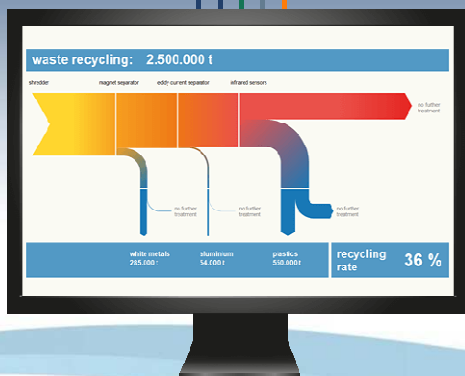 waste recycling: 2.500.000 t
shredder
magnet separator
eddy current separator
infrared sensors
no further
treatment
no further
treatment
no further
treatment
no further
treatment
white metals
285.000 t
aluminum
54.000 t
plastics
550.000 t
recycling
rate
36 %